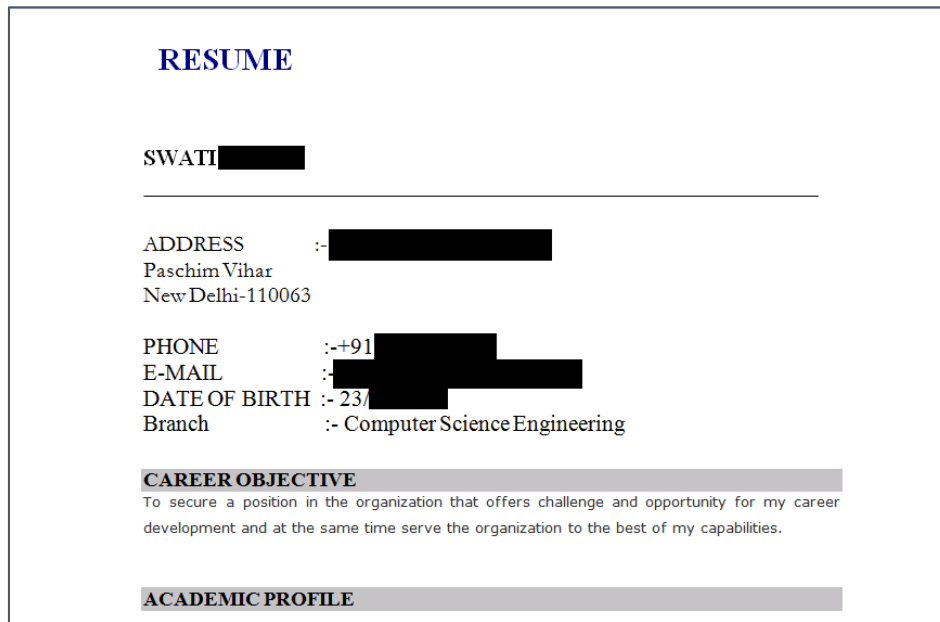 RESUME
SWATI
ADDRESS :-
Paschim Vihar
New Delhi-110063
PHONE :-+91
E-MAIL :-
DATE OF BIRTH :- 23/
Branch :- Computer Science Engineering
CAREER OBJECTIVE
To secure a position in the organization that offers challenge and opportunity for my career
development and at the same time serve the organization to the best of my capabilities.
ACADEMIC PROFILE